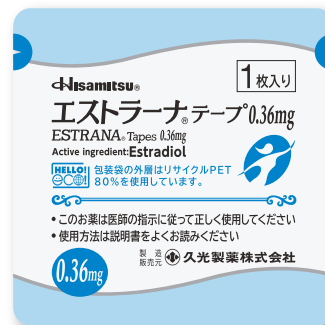 Hisamitsu®
1枚入り
エストラーナ®テープ0.36mg
ESTRANA® Tapes 0.36mg
Active ingredient:Estradiol
HELLO! eco!
包装袋の外層はリサイクルPET
80%を使用しています。
•このお薬は医師の指示に従って正しく使用してください
•使用方法は説明書をよくお読みください
0.36mg
製造
販売元
久光製薬株式会社